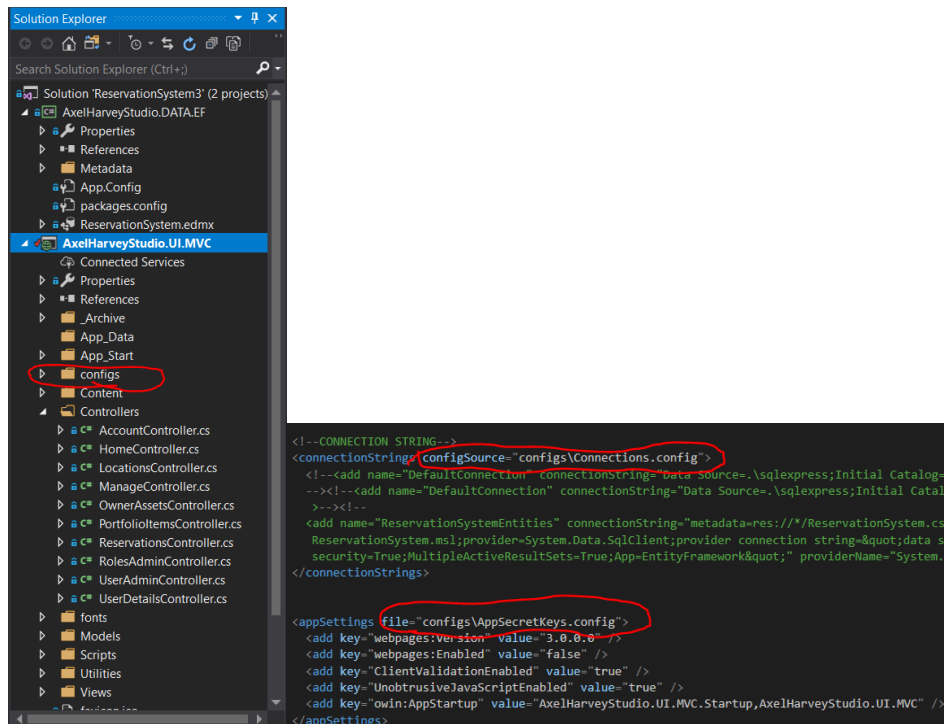 Solution Explorer
Search Solution Explorer (Ctrl+;)
Solution 'ReservationSystem3' (2 projects)
AxelHarveyStudio.DATA.EF
Properties
References
Metadata
App.Config
packages.config
ReservationSystem.edmx
AxelHarveyStudio.UI.MVC
Connected Services
Properties
References
_Archive
App_Data
App_Start
configs
Content
Controllers
C# AccountController.cs
C# HomeController.cs
C# LocationsController.cs
C# ManageController.cs
C# OwnerAssetsController.cs
C# PortfolioItemsController.cs
C# ReservationsController.cs
C# RolesAdminController.cs
C# UserAdminController.cs
C# UserDetailsController.cs
fonts
Models
Scripts
Utilities
Views
<!--CONNECTION STRING-->
<connectionStrings configSource="configs\Connections.config">
<!--<add name="DefaultConnection" connectionString="Data Source=.\sqlexpress;Initial Catalog=
--><!--<add name="DefaultConnection" connectionString="Data Source=.\sqlexpress;Initial Catal
>--><!--
<add name="ReservationSystemEntities" connectionString="metadata=res://*/ReservationSystem.cs
ReservationSystem.msl;provider=System.Data.SqlClient;provider connection string=&quot;data s
security=True;MultipleActiveResultSets=True;App=EntityFramework&quot;" providerName="System.
</connectionStrings>
<appSettings file="configs\AppSecretKeys.config">
<add key="webpages:Version" value="3.0.0.0" />
<add key="webpages:Enabled" value="false" />
<add key="ClientValidationEnabled" value="true" />
<add key="UnobtrusiveJavaScriptEnabled" value="true" />
<add key="owin:AppStartup" value="AxelHarveyStudio.UI.MVC.Startup,AxelHarveyStudio.UI.MVC" />
</appSettings>